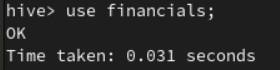 hive> use financials;
OK
Time taken: 0.031 seconds